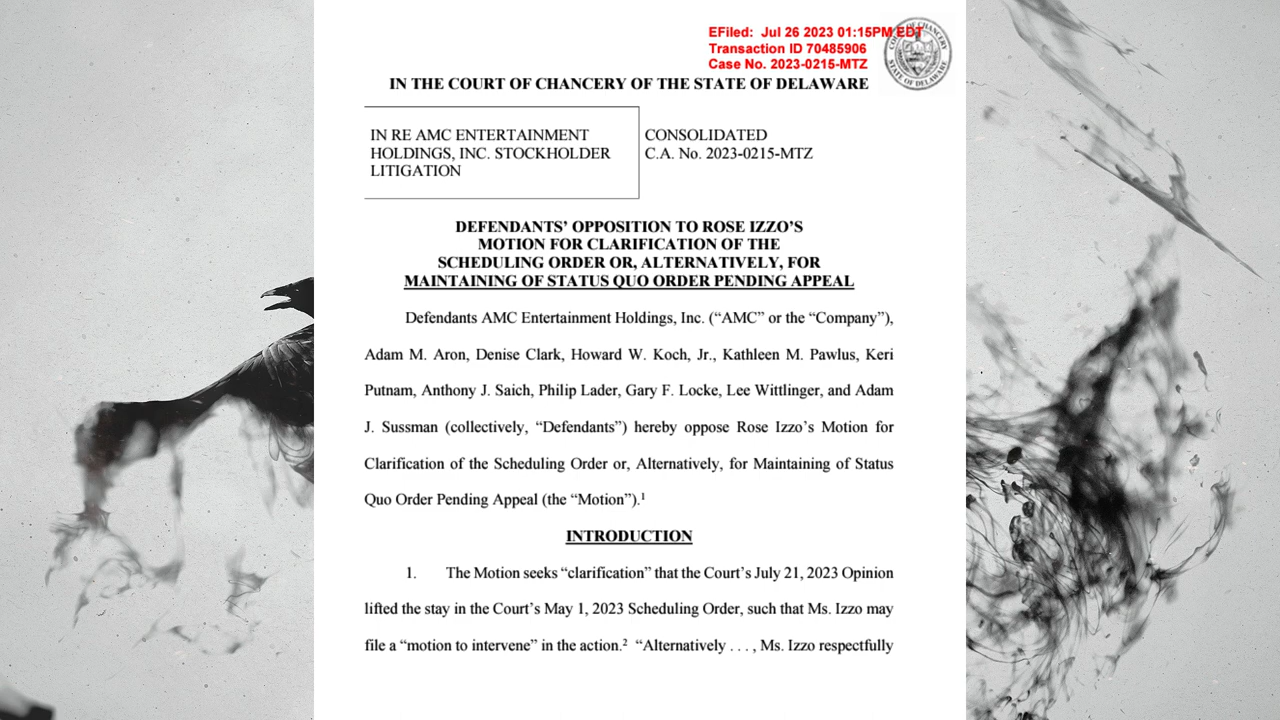 EFiled: Jul 26 2023 01:15PM EDT
Transaction ID 70485906
Case No. 2023-0215-MTZ
IN THE COURT OF CHANCERY OF THE STATE OF DELAWARE
IN RE AMC ENTERTAINMENT
HOLDINGS, INC. STOCKHOLDER
LITIGATION
CONSOLIDATED
C.A. No. 2023-0215-MTZ
DEFENDANTS’ OPPOSITION TO ROSE IZZO’S
MOTION FOR CLARIFICATION OF THE
SCHEDULING ORDER OR, ALTERNATIVELY, FOR
MAINTAINING OF STATUS QUO ORDER PENDING APPEAL
Defendants AMC Entertainment Holdings, Inc. (“AMC” or the “Company”),
Adam M. Aron, Denise Clark, Howard W. Koch, Jr., Kathleen M. Pawlus, Keri
Putnam, Anthony J. Saich, Philip Lader, Gary F. Locke, Lee Wittlinger, and Adam
J. Sussman (collectively, “Defendants”) hereby oppose Rose Izzo’s Motion for
Clarification of the Scheduling Order or, Alternatively, for Maintaining of Status
Quo Order Pending Appeal (the “Motion”).¹
INTRODUCTION
1. The Motion seeks “clarification” that the Court’s July 21, 2023 Opinion
lifted the stay in the Court’s May 1, 2023 Scheduling Order, such that Ms. Izzo may
file a “motion to intervene” in the action.² “Alternatively . . . , Ms. Izzo respectfully